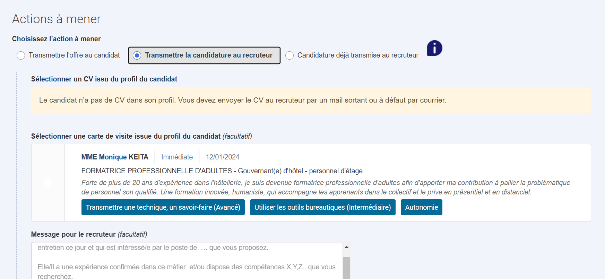 Actions à mener
Choisissez l'action à mener
Transmettre l'offre au candidat Transmettre la candidature au recruteur Candidature déjà transmise au recruteur i
Sélectionner un CV issu du profil du candidat
Le candidat n'a pas de CV dans son profil. Vous devez envoyer le CV au recruteur par un mail sortant ou à défaut par courrier.
Sélectionner une carte de visite issue du profil du candidat (facultatif)
MME Monique KEITA Immédiate 12/01/2024
FORMATRICE PROFESSIONNELLE D'ADULTES - Gouvernant(e) d'hôtel - personnel d'étage
Forte de plus de 20 ans d'expérience dans l'hôtellerie, je suis devenue formatrice professionnelle d'adultes afin d'apporter ma contribution à pallier la problématique
de personnel non qualifié. Une formation innovée, humaniste, qui accompagne les apprenants dans le collectif et le privé en présentiel et en distanciel.
Transmettre une technique, un savoir-faire (Avancé) Utiliser les outils bureautiques (Intermédiaire) Autonomie
Message pour le recruteur (facultatif)
entretien ce jour et qui est intéressé/e par le poste de .... que vous proposez.
Elle/il a une expérience confirmée dans ce métier et/ou dispose des compétences X,Y,Z , que vous
recherchez.